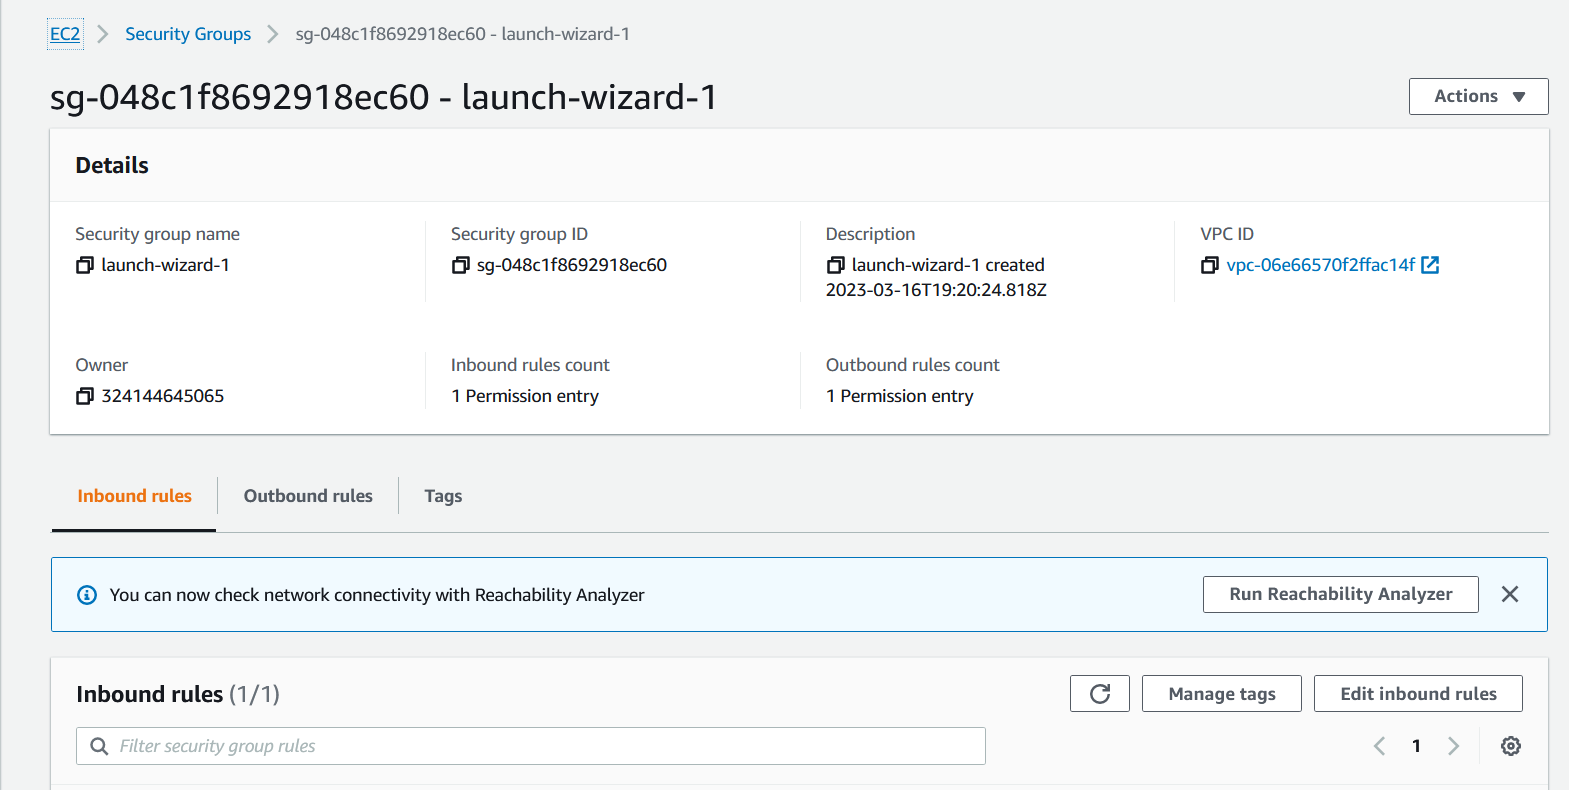 EC2 > Security Groups > sg-048c1f8692918ec60 - launch-wizard-1
sg-048c1f8692918ec60 - launch-wizard-1
Actions
Details
Security group name
launch-wizard-1
Security group ID
sg-048c1f8692918ec60
Description
launch-wizard-1 created
2023-03-16T19:20:24.818Z
VPC ID
vpc-06e66570f2ffac14f
Owner
324144645065
Inbound rules count
1 Permission entry
Outbound rules count
1 Permission entry
Inbound rules
Outbound rules
Tags
You can now check network connectivity with Reachability Analyzer
Run Reachability Analyzer
Inbound rules (1/1)
Manage tags
Edit inbound rules
Filter security group rules
1